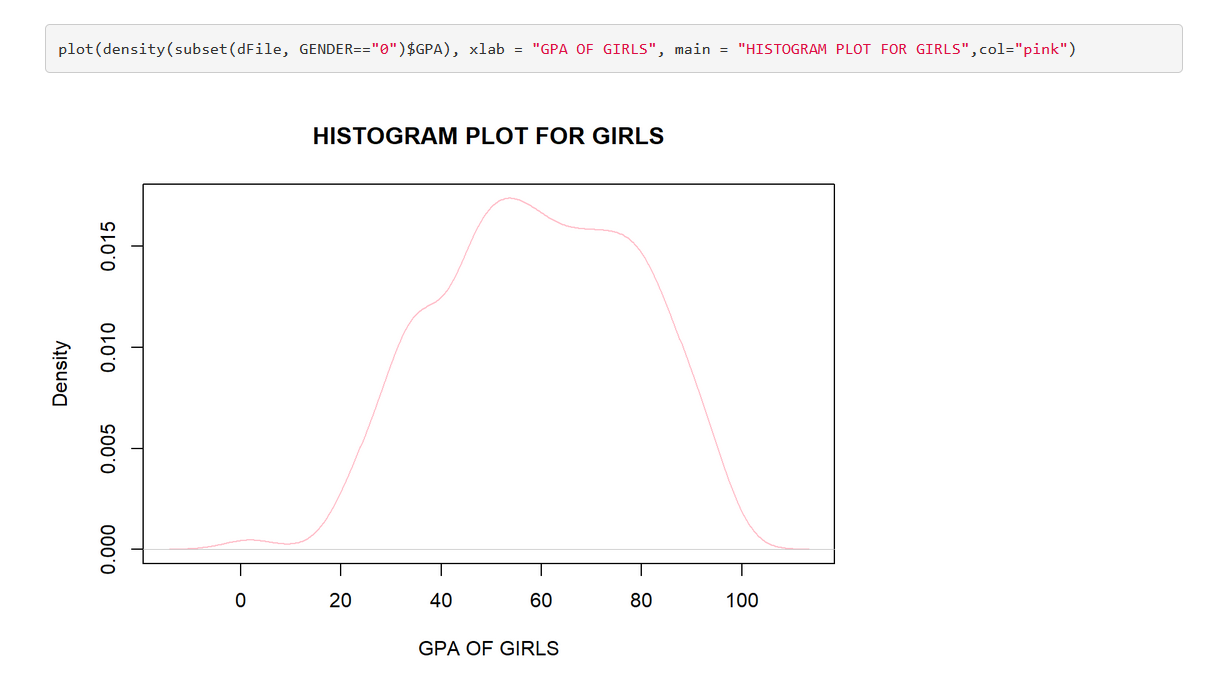 plot(density(subset(dFile, GENDER=="0")$GPA), xlab = "GPA OF GIRLS", main = "HISTOGRAM PLOT FOR GIRLS",col="pink")
HISTOGRAM PLOT FOR GIRLS
0.015
0.010
0.005
0.000
Density
0 20 40 60 80 100
GPA OF GIRLS